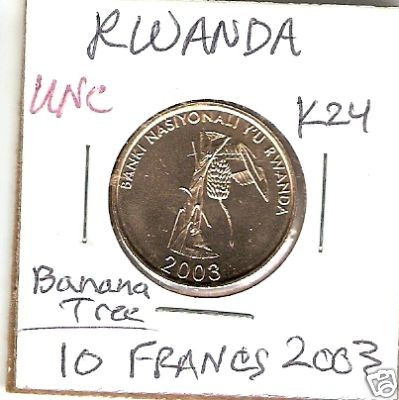 RWANDA
UNC
K24
BANKI NASIYONALI Y'U RWANDA
2003
Banana
Tree
10 FRANCS 2003